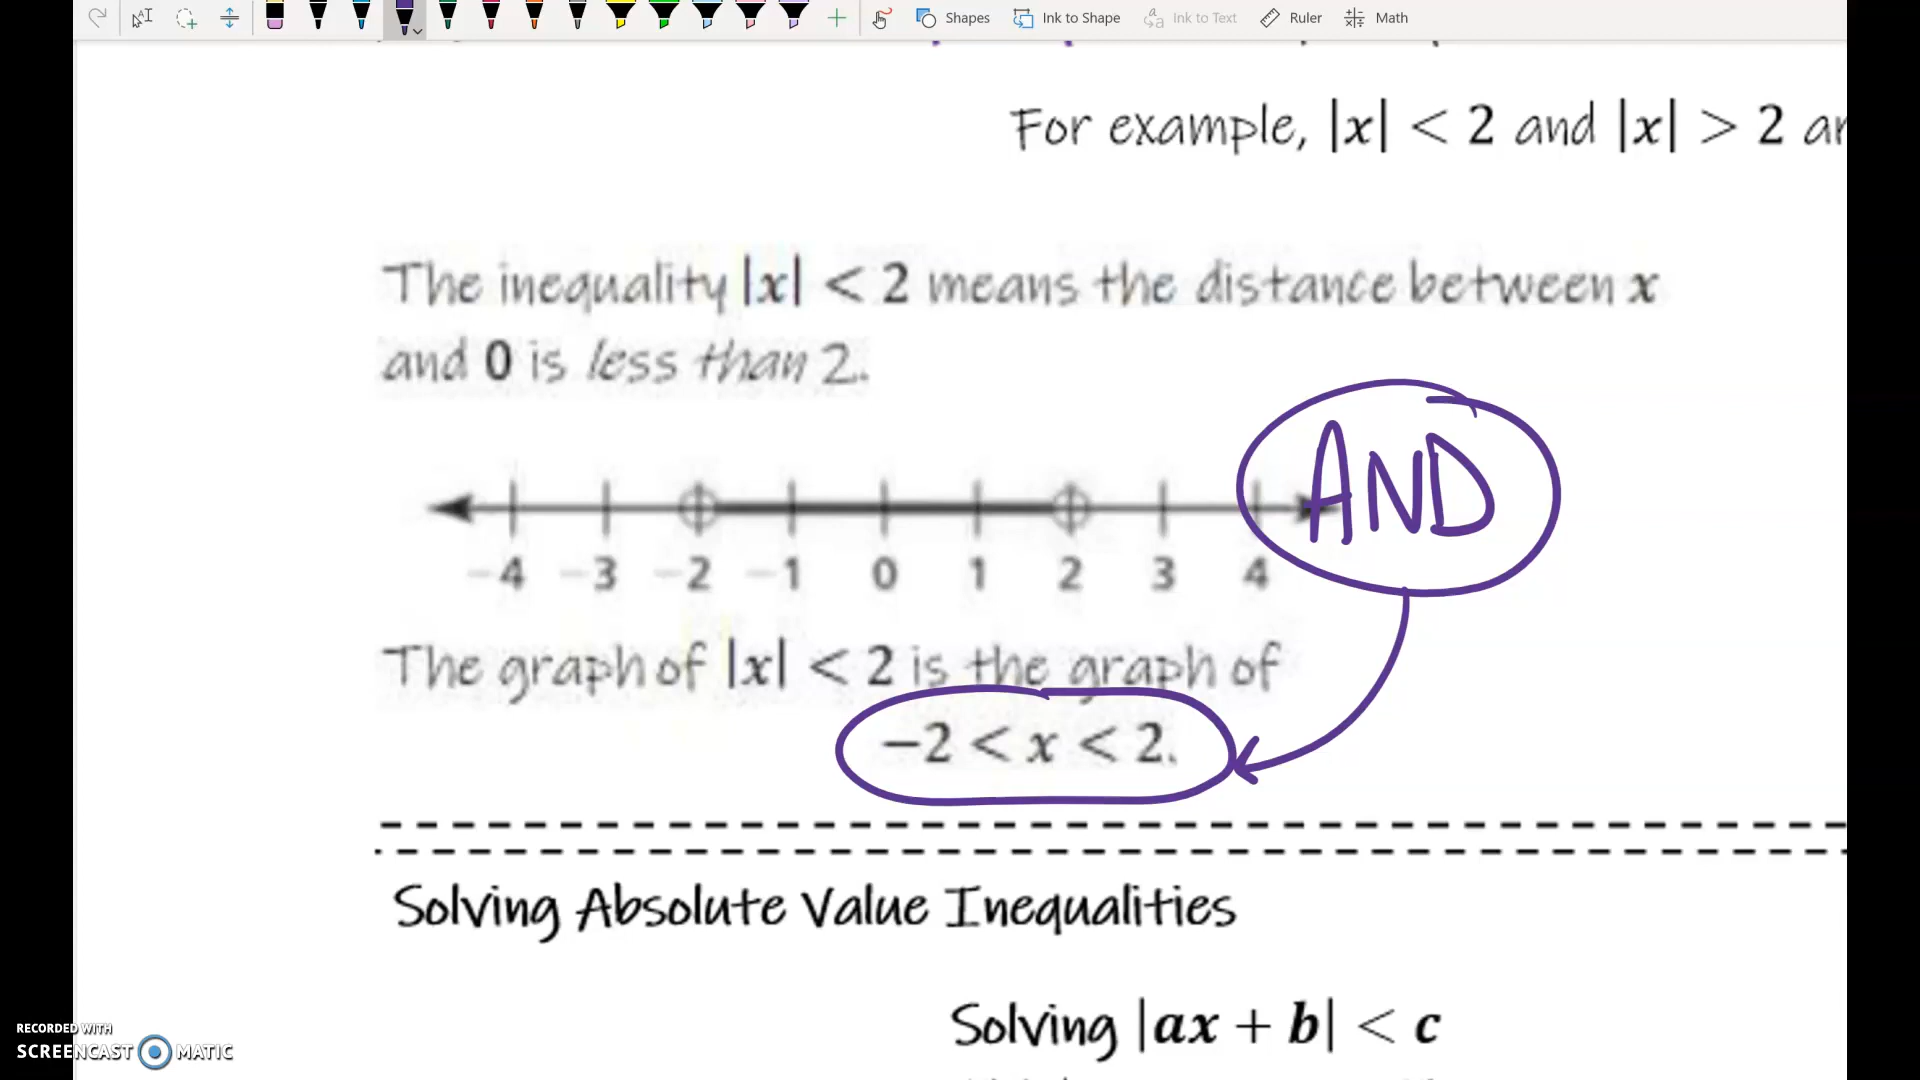 Shapes Ink to Shape Ink to Text Ruler Math
For example, |x| < 2 and |x| > 2 ar
The inequality |x| < 2 means the distance between x
and 0 is less than 2.
AND
-4 -3 -2 -1 0 1 2 3 4
The graph of |x| < 2 is the graph of
−2 < x < 2.
Solving Absolute Value Inequalities
Solving |ax + b| < c
RECORDED WITH
SCREENCAST MATIC